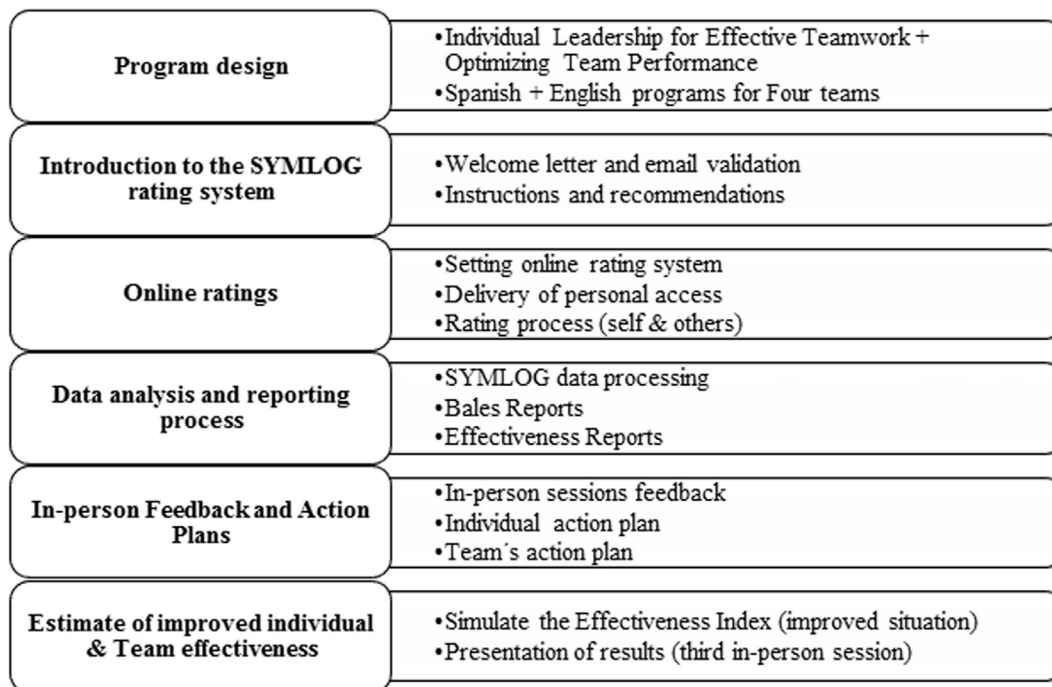 Program design
•Individual Leadership for Effective Teamwork +
Optimizing Team Performance
•Spanish + English programs for Four teams
Introduction to the SYMLOG
rating system
•Welcome letter and email validation
•Instructions and recommendations
Online ratings
•Setting online rating system
•Delivery of personal access
•Rating process (self & others)
Data analysis and reporting
process
•SYMLOG data processing
•Bales Reports
•Effectiveness Reports
In-person Feedback and Action
Plans
•In-person sessions feedback
•Individual action plan
•Team´s action plan
Estimate of improved individual
& Team effectiveness
•Simulate the Effectiveness Index (improved situation)
•Presentation of results (third in-person session)